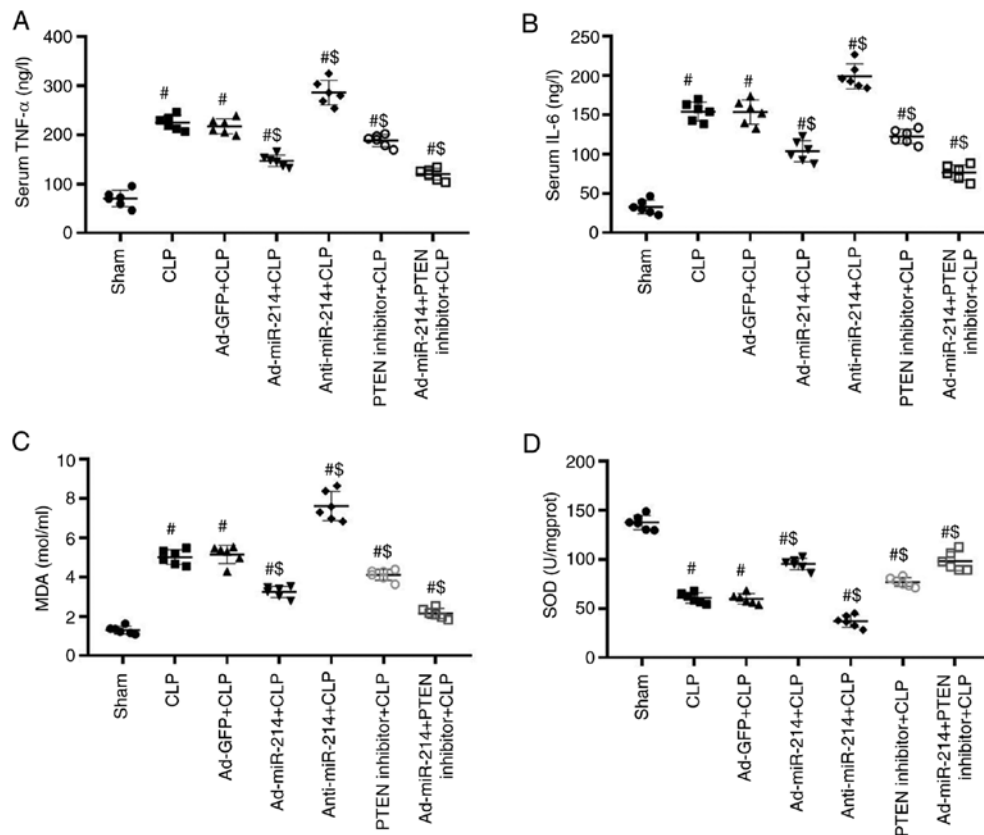 A
Serum TNF-α (ng/l)
400
300
200
100
0
#
#
#$
#$
#$
#$
Sham
CLP
Ad-GFP+CLP
Ad-miR-214+CLP
Anti-miR-214+CLP
PTEN inhibitor+CLP
Ad-miR-214+PTEN
inhibitor+CLP
B
Serum IL-6 (ng/l)
250
200
150
100
50
0
#
#
#$
#$
#$
#$
Sham
CLP
Ad-GFP+CLP
Ad-miR-214+CLP
Anti-miR-214+CLP
PTEN inhibitor+CLP
Ad-miR-214+PTEN
inhibitor+CLP
C
MDA (mol/ml)
10
8
6
4
2
0
#
#
#$
#$
#$
#$
Sham
CLP
Ad-GFP+CLP
Ad-miR-214+CLP
Anti-miR-214+CLP
PTEN inhibitor+CLP
Ad-miR-214+PTEN
inhibitor+CLP
D
SOD (U/mgprot)
200
150
100
50
0
#
#
#$
#$
#$
#$
Sham
CLP
Ad-GFP+CLP
Ad-miR-214+CLP
Anti-miR-214+CLP
PTEN inhibitor+CLP
Ad-miR-214+PTEN
inhibitor+CLP